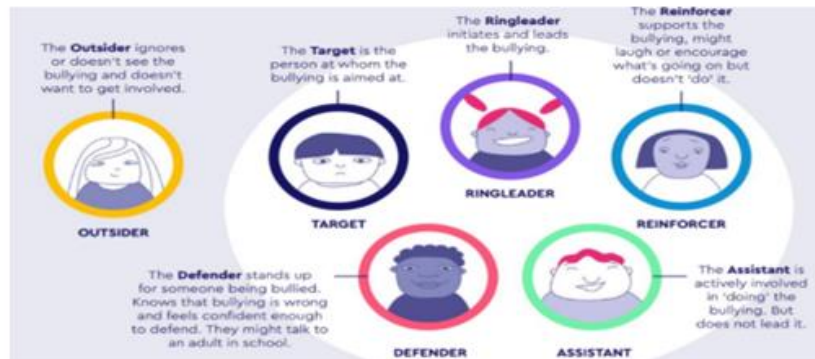 The Outsider ignores
or doesn't see the
bullying and doesn't
want to get involved.
OUTSIDER
The Target is the
person at whom the
bullying is aimed at.
TARGET
The Ringleader
initiates and leads
the bullying.
RINGLEADER
The Reinforcer
supports the
bullying, might
laugh or encourage
what's going on but
doesn't 'do' it.
REINFORCER
The Defender stands up
for someone being bullied.
Knows that bullying is wrong
and feels confident enough
to defend. They might talk to
an adult in school.
DEFENDER
The Assistant is
actively involved
in 'doing' the
bullying. But
does not lead it.
ASSISTANT